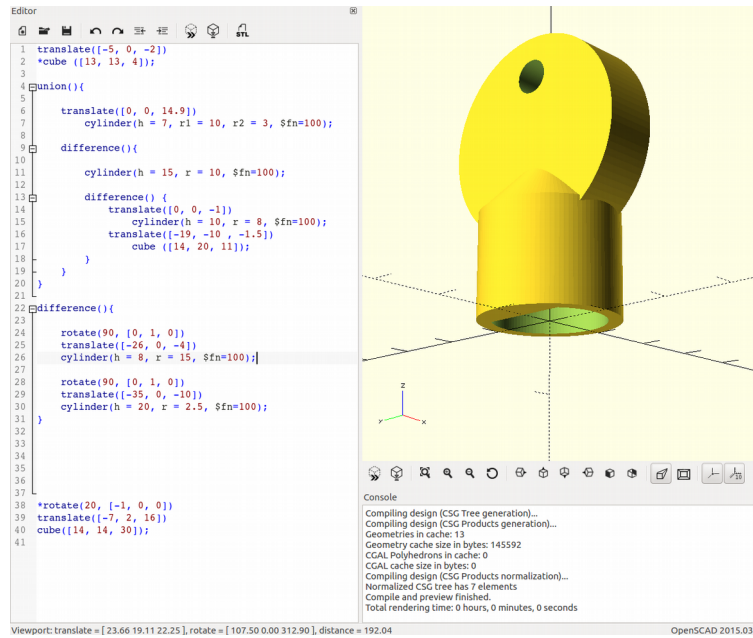 Editor
STL
1 translate([-5, 0, -2])
2 *cube ([13, 13, 4]);
3
4 union(){
5
6 translate([0, 0, 14.9])
7 cylinder(h = 7, r1 = 10, r2 = 3, $fn=100);
8
9 difference(){
10
11 cylinder(h = 15, r = 10, $fn=100);
12
13 difference() {
14 translate([0, 0, -1])
15 cylinder(h = 10, r = 8, $fn=100);
16 translate([-19, -10 , -1.5])
17 cube ([14, 20, 11]);
18 }
19 }
20 }
21
22 difference(){
23
24 rotate(90, [0, 1, 0])
25 translate([-26, 0, -4])
26 cylinder(h = 8, r = 15, $fn=100);
27
28 rotate(90, [0, 1, 0])
29 translate([-35, 0, -10])
30 cylinder(h = 20, r = 2.5, $fn=100);
31 }
32
33
34
35
36
37
38 *rotate(20, [-1, 0, 0])
39 translate([-7, 2, 16])
40 cube([14, 14, 30]);
41
z
y
x
10
Console
Compiling design (CSG Tree generation)...
Compiling design (CSG Products generation)...
Geometries in cache: 13
Geometry cache size in bytes: 145592
CGAL Polyhedrons in cache: 0
CGAL cache size in bytes: 0
Compiling design (CSG Products normalization)...
Normalized CSG tree has 7 elements
Compile and preview finished.
Total rendering time: 0 hours, 0 minutes, 0 seconds
Viewport: translate = [ 23.66 19.11 22.25 ], rotate = [ 107.50 0.00 312.90 ], distance = 192.04
OpenSCAD 2015.03